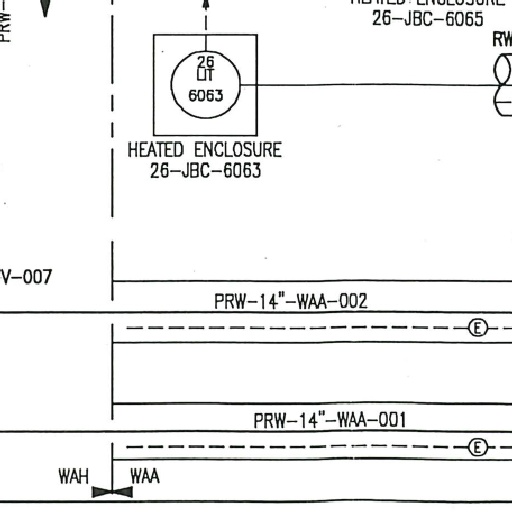 PRW-
HEATED ENCLOSURE
26-JBC-6065
RW
26
LIT
6063
HEATED ENCLOSURE
26-JBC-6063
V-007
PRW-14"-WAA-002
E
PRW-14"-WAA-001
E
WAH WAA